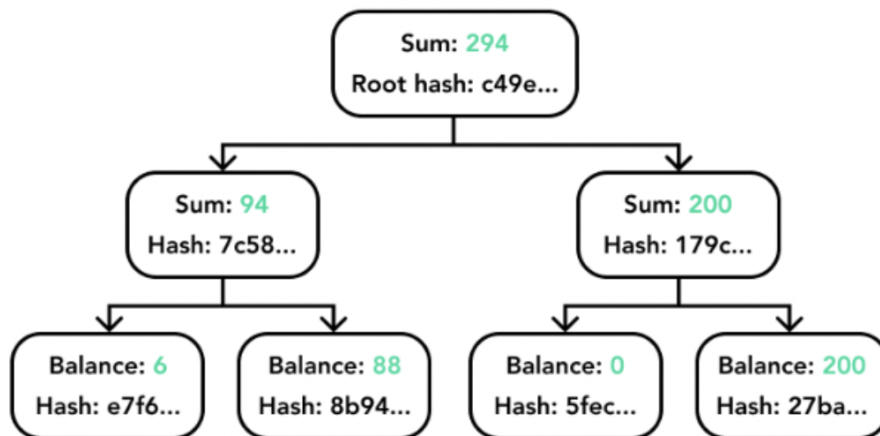 Sum: 294
Root hash: c49e...
Sum: 94
Hash: 7c58...
Sum: 200
Hash: 179c...
Balance: 6
Hash: e7f6...
Balance: 88
Hash: 8b94...
Balance: 0
Hash: 5fec...
Balance: 200
Hash: 27ba...